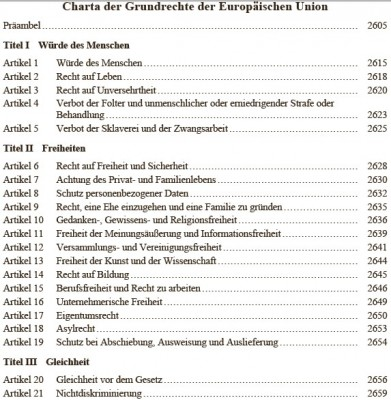 Charta der Grundrechte der Europäischen Union
Präambel 2605
Titel I Würde des Menschen
Artikel 1 Würde des Menschen 2615
Artikel 2 Recht auf Leben 2618
Artikel 3 Recht auf Unversehrtheit 2620
Artikel 4 Verbot der Folter und unmenschlicher oder erniedrigender Strafe oder
Behandlung 2623
Artikel 5 Verbot der Sklaverei und der Zwangsarbeit 2625
Titel II Freiheiten
Artikel 6 Recht auf Freiheit und Sicherheit 2628
Artikel 7 Achtung des Privat- und Familienlebens 2630
Artikel 8 Schutz personenbezogener Daten 2632
Artikel 9 Recht, eine Ehe einzugehen und eine Familie zu gründen 2635
Artikel 10 Gedanken-, Gewissens- und Religionsfreiheit 2636
Artikel 11 Freiheit der Meinungsäußerung und Informationsfreiheit 2639
Artikel 12 Versammlungs- und Vereinigungsfreiheit 2641
Artikel 13 Freiheit der Kunst und der Wissenschaft 2644
Artikel 14 Recht auf Bildung 2645
Artikel 15 Berufsfreiheit und Recht zu arbeiten 2646
Artikel 16 Unternehmerische Freiheit 2649
Artikel 17 Eigentumsrecht 2650
Artikel 18 Asylrecht 2653
Artikel 19 Schutz bei Abschiebung, Ausweisung und Auslieferung 2654
Titel III Gleichheit
Artikel 20 Gleichheit vor dem Gesetz 2656
Artikel 21 Nichtdiskriminierung 2659